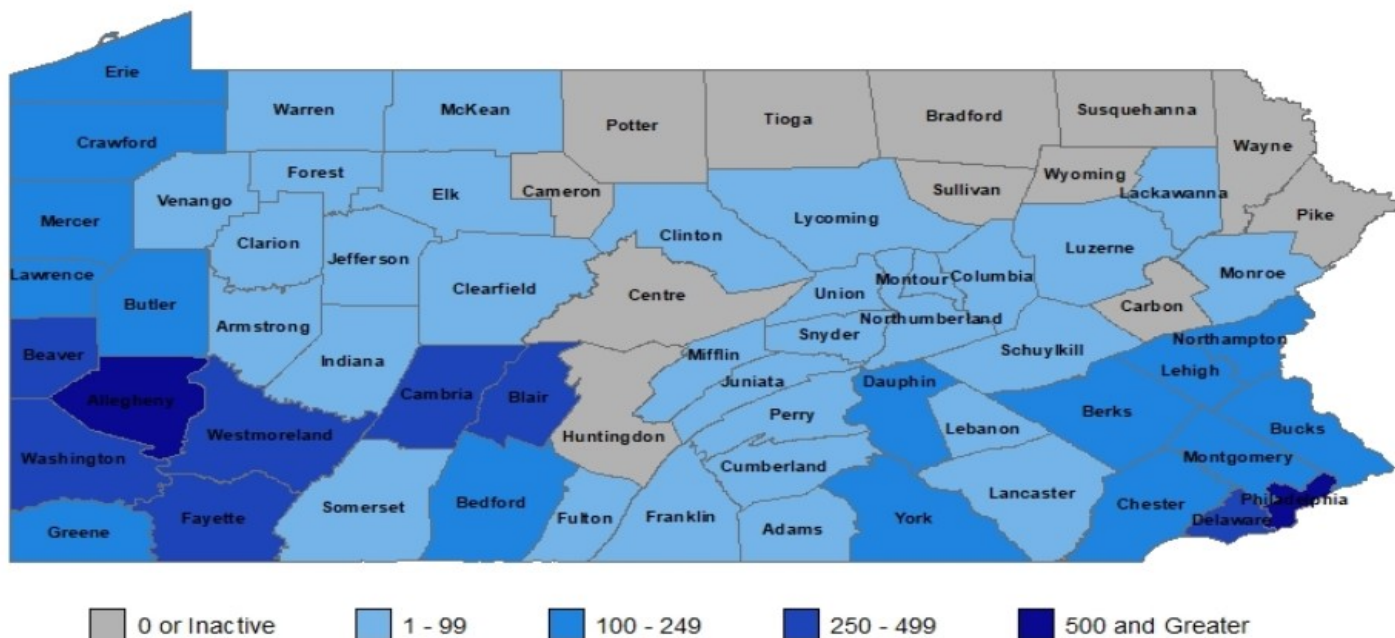 Erie
Warren
McKean
Potter
Tioga
Bradford
Susquehanna
Wayne
Crawford
Forest
Venango
Elk
Cameron
Sullivan
Wyoming
Lackawanna
Pike
Mercer
Clarion
Jefferson
Clinton
Lycoming
Luzerne
Monroe
Lawrence
Butler
Clearfield
Centre
Union
Montour
Columbia
Carbon
Armstrong
Indiana
Snyder
Northumberland
Schuylkill
Northampton
Beaver
Mifflin
Lehigh
Allegheny
Cambria
Blair
Juniata
Dauphin
Berks
Westmoreland
Huntingdon
Perry
Lebanon
Bucks
Washington
Cumberland
Montgomery
Greene
Fayette
Somerset
Bedford
Fulton
Franklin
Adams
York
Lancaster
Chester
Delaware
Philadelphia
0 or Inactive
1 - 99
100 - 249
250 - 499
500 and Greater